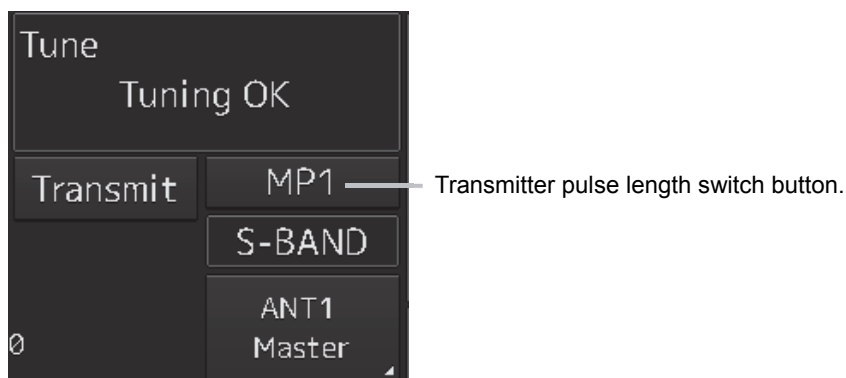 Tune
Tuning OK
Transmit
MP1
Transmitter pulse length switch button.
S-BAND
ANT1
Master
0